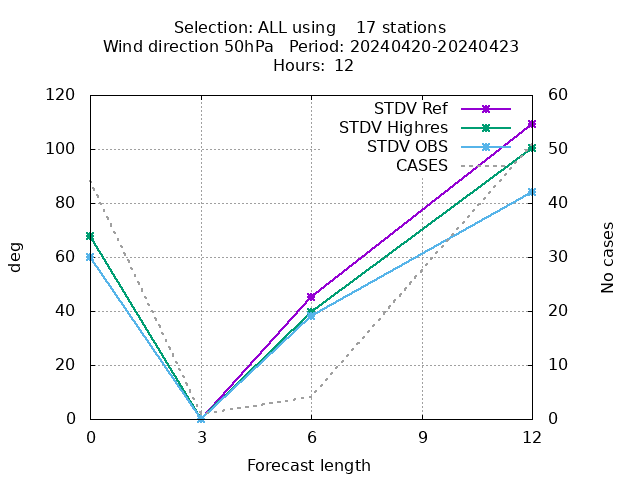 Selection: ALL using    17 stations
Wind direction 50hPa   Period: 20240420-20240423
Hours: 12
120 60
STDV Ref
STDV Highres
100 50
STDV OBS
CASES
80 40
60 30
40 20
20 10
0 0
deg
No cases
0 3 6 9 12
Forecast length